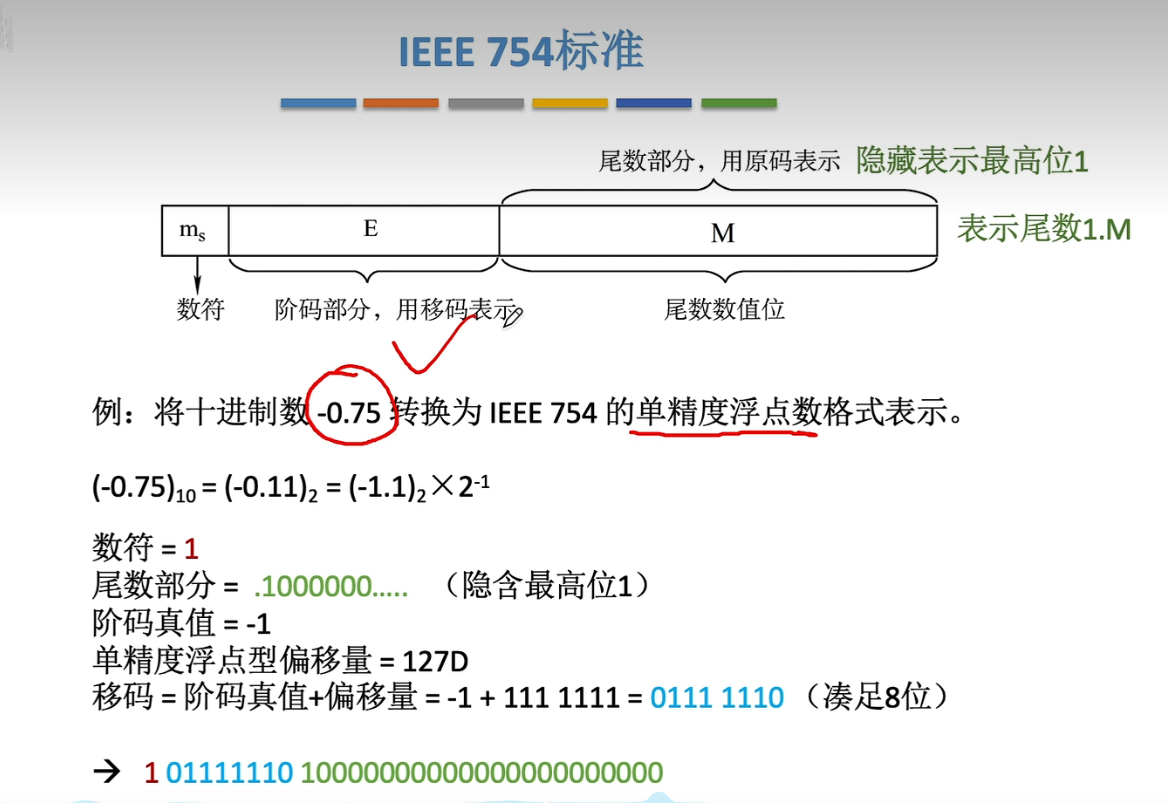 IEEE 754标准
尾数部分，用原码表示 隐藏表示最高位1
mₛ E M 表示尾数1.M
数符 阶码部分，用移码表示 尾数数值位
例：将十进制数 -0.75 转换为 IEEE 754 的单精度浮点数格式表示。
(-0.75)₁₀ = (-0.11)₂ = (-1.1)₂×2⁻¹
数符 = 1
尾数部分 = .1000000..... （隐含最高位1）
阶码真值 = -1
单精度浮点型偏移量 = 127D
移码 = 阶码真值+偏移量 = -1 + 111 1111 = 0111 1110 （凑足8位）
→ 1 01111110 10000000000000000000000